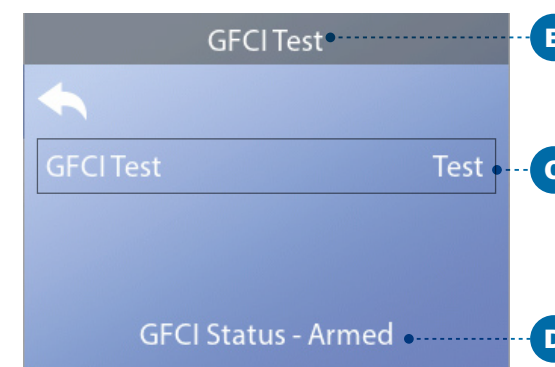 GFCI Test
B
GFCI Test Test
C
GFCI Status - Armed
D